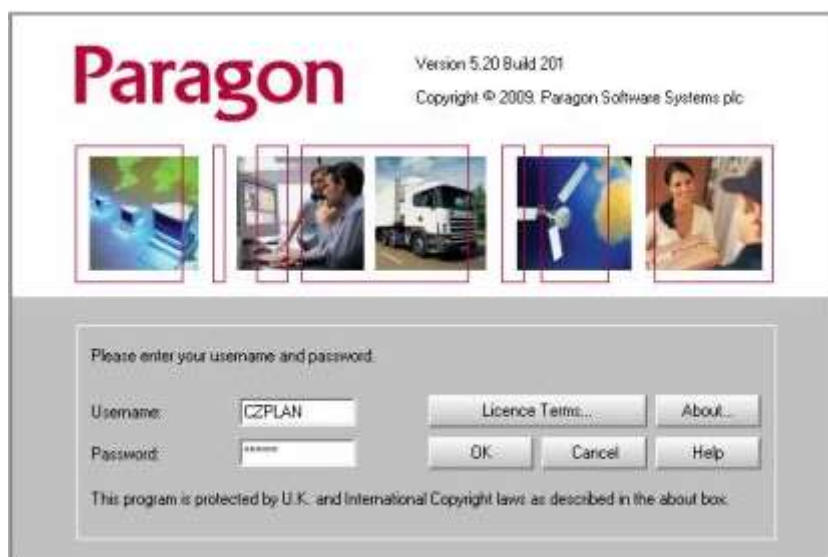 Paragon
Version 5.20 Build 201
Copyright © 2009. Paragon Software Systems plc
Please enter your username and password.
Username:
CZPLAN
Licence Terms...
About...
Password:
*****
OK
Cancel
Help
This program is protected by U.K. and International Copyright laws as described in the about box.